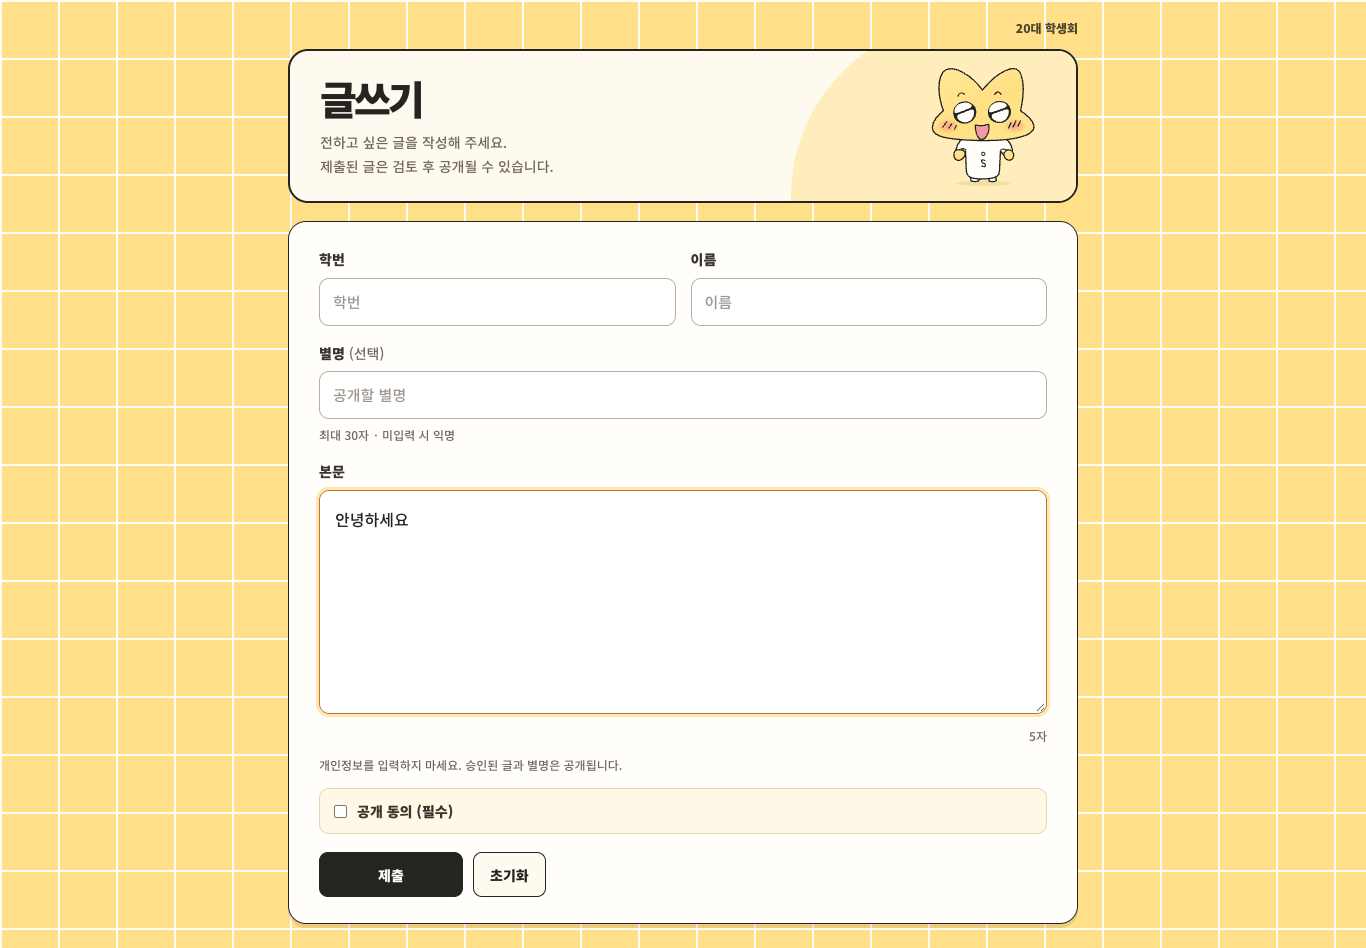 20대 학생회
글쓰기
전하고 싶은 글을 작성해 주세요.
제출된 글은 검토 후 공개될 수 있습니다.
학번
이름
학번
이름
별명 (선택)
공개할 별명
최대 30자 · 미입력 시 익명
본문
안녕하세요
5자
개인정보를 입력하지 마세요. 승인된 글과 별명은 공개됩니다.
공개 동의 (필수)
제출
초기화